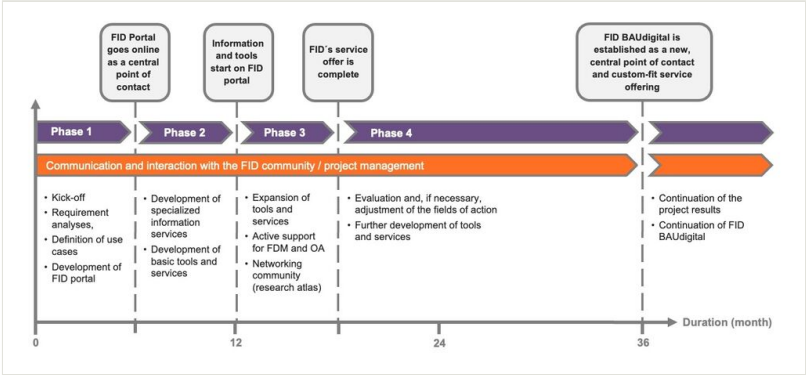 FID Portal
goes online
as a central
point of
contact
Information
and tools
start on FID
portal
FID´s service
offer is
complete
FID BAUdigital is
established as a new,
central point of contact
and custom-fit service
offering
Phase 1
Phase 2
Phase 3
Phase 4
Communication and interaction with the FID community / project management
• Kick-off
• Requirement
analyses,
• Definition of use
cases
• Development of
FID portal
• Development of
specialized
information
services
• Development of
basic tools and
services
• Expansion of
tools and
services
• Active support
for FDM and OA
• Networking
community
(research atlas)
• Evaluation and, if necessary,
adjustment of the fields of action
• Further development of tools
and services
• Continuation of the
project results
• Continuation of FID
BAUdigital
Duration (month)
0
12
24
36